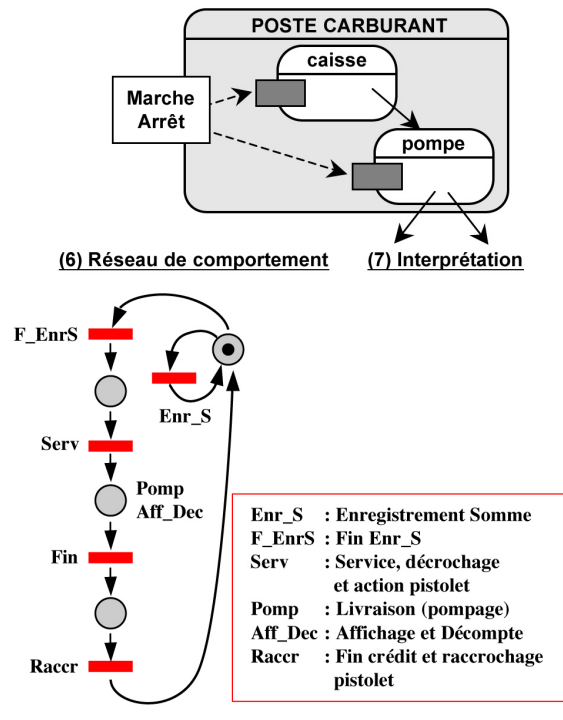 POSTE CARBURANT
caisse
Marche
Arrêt
pompe
(6) Réseau de comportement
(7) Interprétation
F_EnrS
Enr_S
Serv
Pomp
Aff_Dec
Fin
Raccr
Enr_S : Enregistrement Somme
F_EnrS : Fin Enr_S
Serv : Service, décrochage
et action pistolet
Pomp : Livraison (pompage)
Aff_Dec : Affichage et Décompte
Raccr : Fin crédit et raccrochage
pistolet